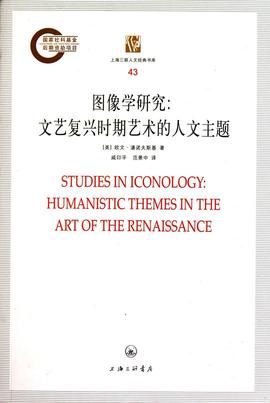 国家社科基金
后期资助项目
上海三联人文经典书库
43
图像学研究:
文艺复兴时期艺术的人文主题
[美] 欧文·潘诺夫斯基 著
戚印平 范景中 译
STUDIES IN ICONOLOGY:
HUMANISTIC THEMES IN THE
ART OF THE RENAISSANCE
上海三联书店